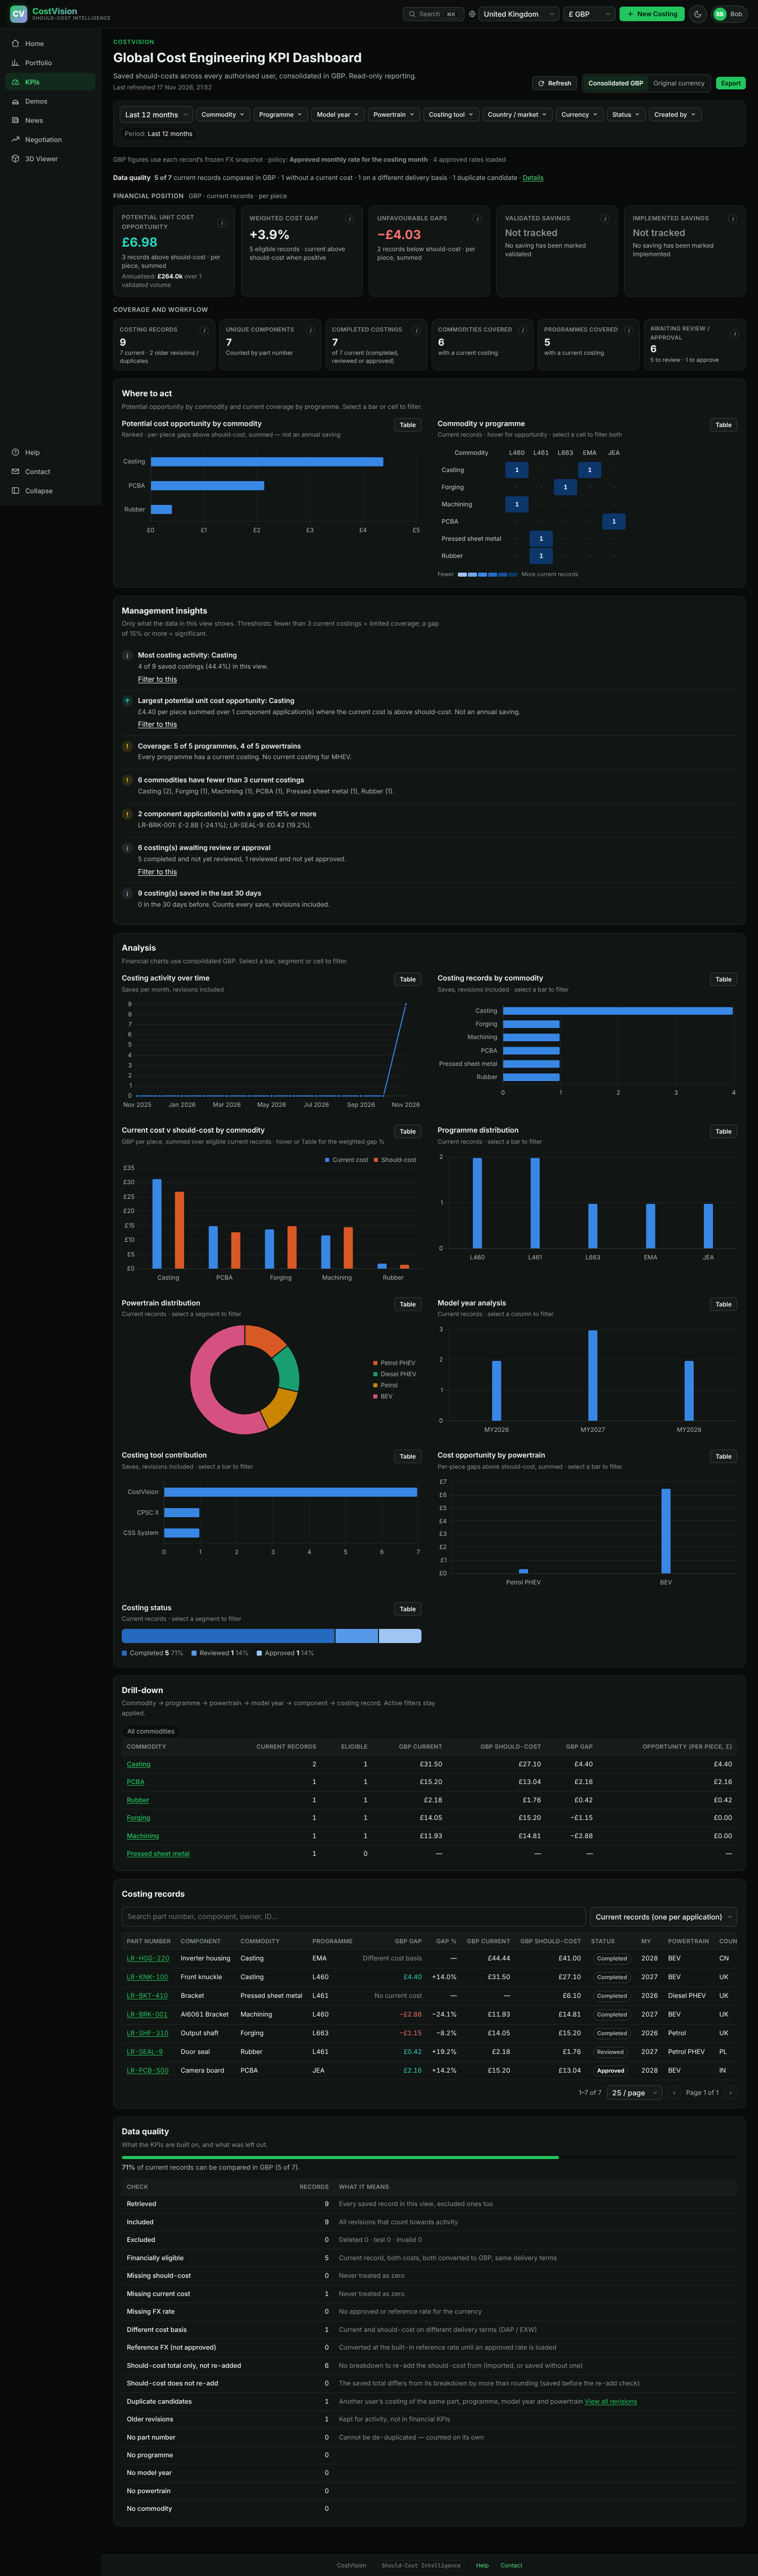 CV CostVision
SHOULD-COST INTELLIGENCE
Search ⌘K
United Kingdom
£ GBP
+ New Costing
BB Bob
Home
Portfolio
KPIs
Demos
News
Negotiation
3D Viewer
Help
Contact
Collapse
COSTVISION
Global Cost Engineering KPI Dashboard
Saved should-costs across every authorised user, consolidated in GBP. Read-only reporting.
Last refreshed 17 Nov 2026, 21:52
Refresh
Consolidated GBP Original currency
Export
Last 12 months Commodity Programme Model year Powertrain Costing tool Country / market Currency Status Created by
Period: Last 12 months
GBP figures use each record's frozen FX snapshot · policy: Approved monthly rate for the costing month · 4 approved rates loaded
Data quality 5 of 7 current records compared in GBP · 1 without a current cost · 1 on a different delivery basis · 1 duplicate candidate · Details
FINANCIAL POSITION GBP · current records · per piece
POTENTIAL UNIT COST OPPORTUNITY i
£6.98
3 records above should-cost · per piece, summed
Annualised: £264.0k over 1 validated volume
WEIGHTED COST GAP i
+3.9%
5 eligible records · current above should-cost when positive
UNFAVOURABLE GAPS i
−£4.03
2 records below should-cost · per piece, summed
VALIDATED SAVINGS i
Not tracked
No saving has been marked validated
IMPLEMENTED SAVINGS i
Not tracked
No saving has been marked implemented
COVERAGE AND WORKFLOW
COSTING RECORDS i
9
7 current · 2 older revisions / duplicates
UNIQUE COMPONENTS i
7
Counted by part number
COMPLETED COSTINGS i
7
of 7 current (completed, reviewed or approved)
COMMODITIES COVERED i
6
with a current costing
PROGRAMMES COVERED i
5
with a current costing
AWAITING REVIEW / APPROVAL i
6
5 to review · 1 to approve
Where to act
Potential opportunity by commodity and current coverage by programme. Select a bar or cell to filter.
Potential cost opportunity by commodity Table
Ranked · per-piece gaps above should-cost, summed — not an annual saving
Casting
PCBA
Rubber
£0 £1 £2 £3 £4 £5
Commodity v programme Table
Current records · hover for opportunity · select a cell to filter both
Commodity L460 L461 L663 EMA JEA
Casting 1 · · 1 ·
Forging · · 1 · ·
Machining 1 · · · ·
PCBA · · · · 1
Pressed sheet metal · 1 · · ·
Rubber · 1 · · ·
Fewer More current records
Management insights
Only what the data in this view shows. Thresholds: fewer than 3 current costings = limited coverage; a gap
of 15% or more = significant.
i Most costing activity: Casting
4 of 9 saved costings (44.4%) in this view.
Filter to this
↑ Largest potential unit cost opportunity: Casting
£4.40 per piece summed over 1 component application(s) where the current cost is above should-cost. Not an annual saving.
Filter to this
! Coverage: 5 of 5 programmes, 4 of 5 powertrains
Every programme has a current costing. No current costing for MHEV.
! 6 commodities have fewer than 3 current costings
Casting (2), Forging (1), Machining (1), PCBA (1), Pressed sheet metal (1), Rubber (1).
! 2 component application(s) with a gap of 15% or more
LR-BRK-001: £-2.88 (-24.1%); LR-SEAL-9: £0.42 (19.2%).
i 6 costing(s) awaiting review or approval
5 completed and not yet reviewed, 1 reviewed and not yet approved.
Filter to this
i 9 costing(s) saved in the last 30 days
0 in the 30 days before. Counts every save, revisions included.
Analysis
Financial charts use consolidated GBP. Select a bar, segment or cell to filter.
Costing activity over time Table
Saves per month, revisions included
9
8
7
6
5
4
3
2
1
0
Nov 2025 Jan 2026 Mar 2026 May 2026 Jul 2026 Sep 2026 Nov 2026
Costing records by commodity Table
Saves, revisions included · select a bar to filter
Casting
Forging
Machining
PCBA
Pressed sheet metal
Rubber
0 1 2 3 4
Current cost v should-cost by commodity Table
GBP per piece, summed over eligible current records · hover or Table for the weighted gap %
Current cost Should-cost
£35
£30
£25
£20
£15
£10
£5
£0
Casting PCBA Forging Machining Rubber
Programme distribution Table
Current records · select a bar to filter
2
1
0
L460 L461 L663 EMA JEA
Powertrain distribution Table
Current records · select a segment to filter
Petrol PHEV
Diesel PHEV
Petrol
BEV
Model year analysis Table
Current records · select a column to filter
3
2
1
0
MY2026 MY2027 MY2028
Costing tool contribution Table
Saves, revisions included · select a bar to filter
CostVision
CPSC II
CSS System
0 1 2 3 4 5 6 7
Cost opportunity by powertrain Table
Per-piece gaps above should-cost, summed · select a bar to filter
£7
£6
£5
£4
£3
£2
£1
£0
Petrol PHEV BEV
Costing status Table
Current records · select a segment to filter
Completed 5 71% Reviewed 1 14% Approved 1 14%
Drill-down
Commodity → programme → powertrain → model year → component → costing record. Active filters stay
applied.
All commodities
COMMODITY CURRENT RECORDS ELIGIBLE GBP CURRENT GBP SHOULD-COST GBP GAP OPPORTUNITY (PER PIECE, Σ)
Casting 2 1 £31.50 £27.10 £4.40 £4.40
PCBA 1 1 £15.20 £13.04 £2.16 £2.16
Rubber 1 1 £2.18 £1.76 £0.42 £0.42
Forging 1 1 £14.05 £15.20 −£1.15 £0.00
Machining 1 1 £11.93 £14.81 −£2.88 £0.00
Pressed sheet metal 1 0 — — — —
Costing records
Search part number, component, owner, ID...
Current records (one per application)
PART NUMBER COMPONENT COMMODITY PROGRAMME GBP GAP GAP % GBP CURRENT GBP SHOULD-COST STATUS MY POWERTRAIN COUN
LR-HSG-220 Inverter housing Casting EMA Different cost basis — £44.44 £41.00 Completed 2028 BEV CN
LR-KNK-100 Front knuckle Casting L460 £4.40 +14.0% £31.50 £27.10 Completed 2027 BEV UK
LR-BKT-410 Bracket Pressed sheet metal L461 No current cost — — £6.10 Completed 2026 Diesel PHEV UK
LR-BRK-001 Al6061 Bracket Machining L460 −£2.88 −24.1% £11.93 £14.81 Completed 2027 BEV UK
LR-SHF-310 Output shaft Forging L663 −£1.15 −8.2% £14.05 £15.20 Completed 2026 Petrol UK
LR-SEAL-9 Door seal Rubber L461 £0.42 +19.2% £2.18 £1.76 Reviewed 2027 Petrol PHEV PL
LR-PCB-500 Camera board PCBA JEA £2.16 +14.2% £15.20 £13.04 Approved 2028 BEV IN
1–7 of 7 25 / page ‹ Page 1 of 1 ›
Data quality
What the KPIs are built on, and what was left out.
71% of current records can be compared in GBP (5 of 7).
CHECK RECORDS WHAT IT MEANS
Retrieved 9 Every saved record in this view, excluded ones too
Included 9 All revisions that count towards activity
Excluded 0 Deleted 0 · test 0 · invalid 0
Financially eligible 5 Current record, both costs, both converted to GBP, same delivery terms
Missing should-cost 0 Never treated as zero
Missing current cost 1 Never treated as zero
Missing FX rate 0 No approved or reference rate for the currency
Different cost basis 1 Current and should-cost on different delivery terms (DAP / EXW)
Reference FX (not approved) 0 Converted at the built-in reference rate until an approved rate is loaded
Should-cost total only, not re-added 6 No breakdown to re-add the should-cost from (imported, or saved without one)
Should-cost does not re-add 0 The saved total differs from its breakdown by more than rounding (saved before the re-add check)
Duplicate candidates 1 Another user's costing of the same part, programme, model year and powertrain View all revisions
Older revisions 1 Kept for activity, not in financial KPIs
No part number 0 Cannot be de-duplicated — counted on its own
No programme 0
No model year 0
No powertrain 0
No commodity 0
CostVision Should-Cost Intelligence Help Contact